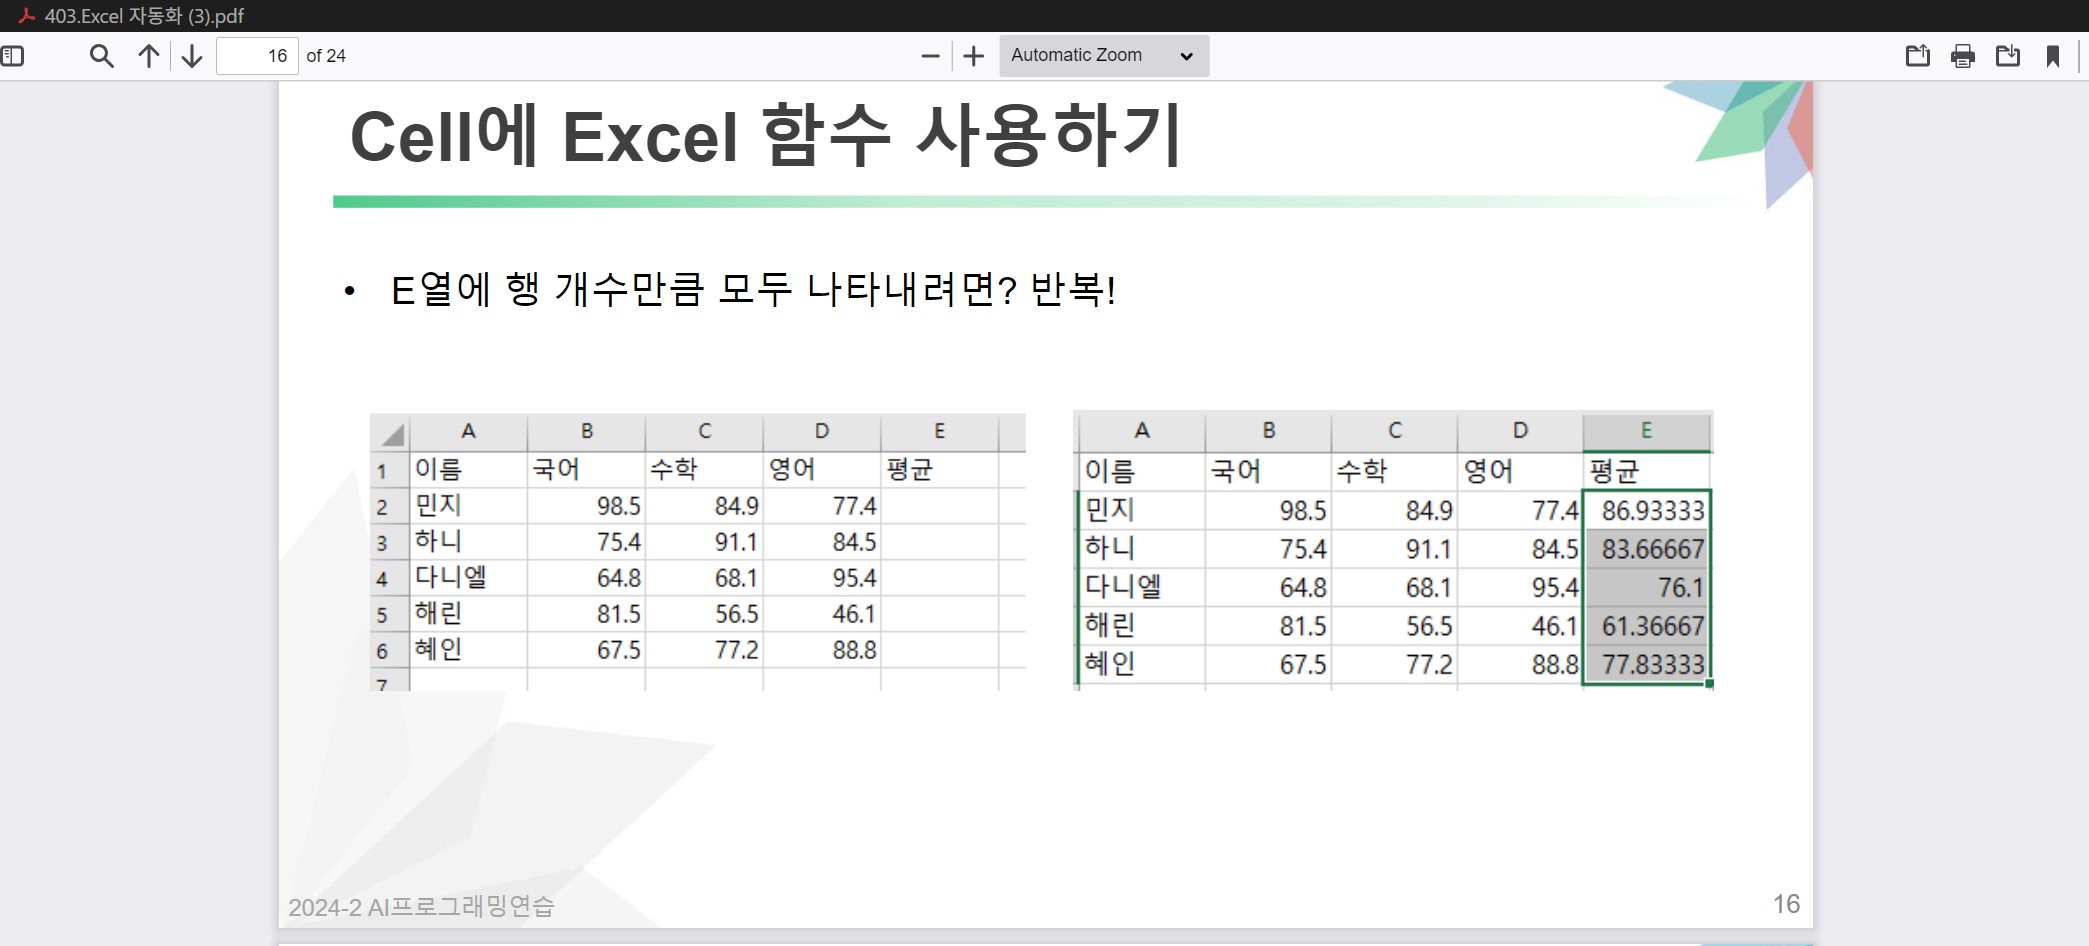 403.Excel 자동화 (3).pdf
16 of 24
Automatic Zoom
Cell에 Excel 함수 사용하기
• E열에 행 개수만큼 모두 나타내려면? 반복!
A B C D E
1 이름 국어 수학 영어 평균
2 민지 98.5 84.9 77.4
3 하니 75.4 91.1 84.5
4 다니엘 64.8 68.1 95.4
5 해린 81.5 56.5 46.1
6 혜인 67.5 77.2 88.8
7
A B C D E
이름 국어 수학 영어 평균
민지 98.5 84.9 77.4 86.93333
하니 75.4 91.1 84.5 83.66667
다니엘 64.8 68.1 95.4 76.1
해린 81.5 56.5 46.1 61.36667
혜인 67.5 77.2 88.8 77.83333
2024-2 AI프로그래밍연습
16